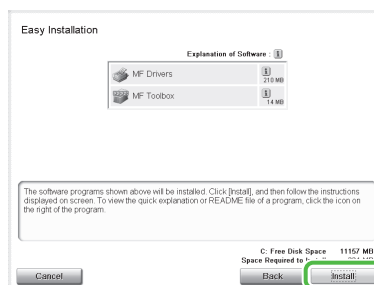 Easy Installation
Explanation of Software :
MF Drivers
210 MB
MF Toolbox
14 MB
The software programs shown above will be installed. Click [Install], and then follow the instructions
displayed on screen. To view the quick explanation or README file of a program, click the icon on
the right of the program.
C: Free Disk Space 11157 MB
Space Required to
Cancel
Back
Install